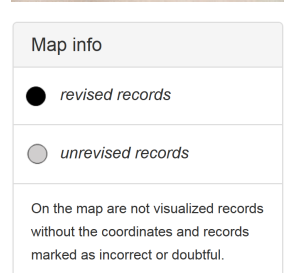 Map info
revised records
unrevised records
On the map are not visualized records
without the coordinates and records
marked as incorrect or doubtful.